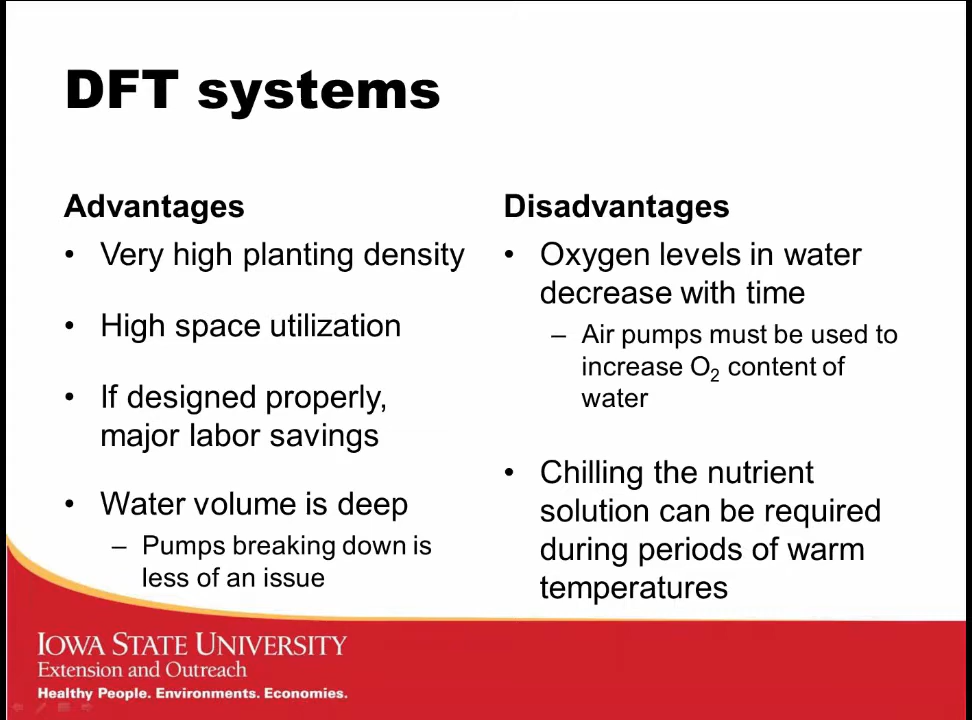 DFT systems
Advantages
• Very high planting density
• High space utilization
• If designed properly,
major labor savings
• Water volume is deep
– Pumps breaking down is
less of an issue
Disadvantages
• Oxygen levels in water
decrease with time
– Air pumps must be used to
increase O₂ content of
water
• Chilling the nutrient
solution can be required
during periods of warm
temperatures
IOWA STATE UNIVERSITY
Extension and Outreach
Healthy People. Environments. Economies.